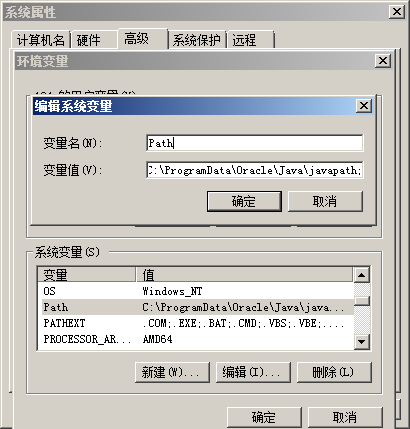 系统属性
计算机名 硬件 高级 系统保护 远程
环境变量
编辑系统变量
变量名(N): Path
变量值(V): C:\ProgramData\Oracle\Java\javapath;
确定 取消
系统变量(S)
变量 值
OS Windows_NT
Path C:\ProgramData\Oracle\Java\java...
PATHEXT .COM;.EXE;.BAT;.CMD;.VBS;.VBE;....
PROCESSOR_AR... AMD64
新建(W)... 编辑(I)... 删除(L)
确定 取消